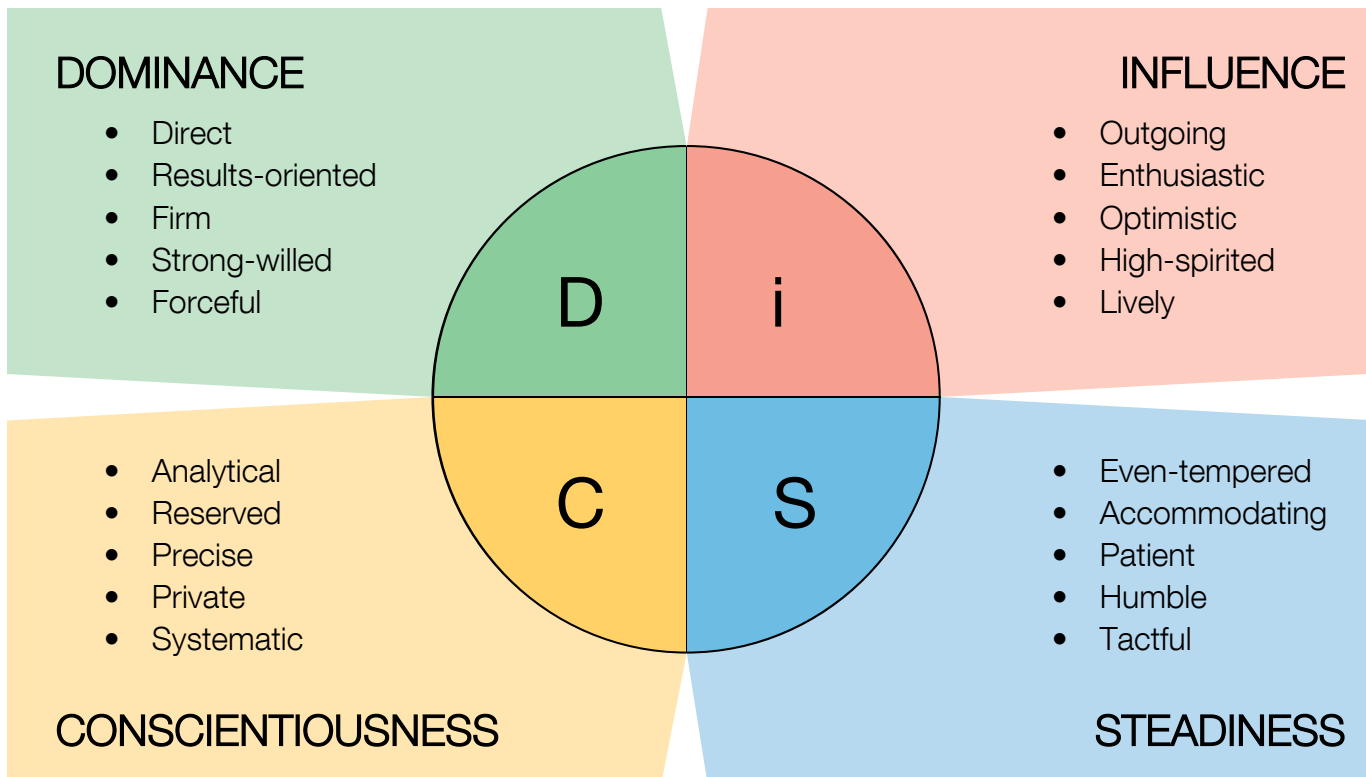 DOMINANCE
• Direct
• Results-oriented
• Firm
• Strong-willed
• Forceful
INFLUENCE
• Outgoing
• Enthusiastic
• Optimistic
• High-spirited
• Lively
D
i
C
S
• Analytical
• Reserved
• Precise
• Private
• Systematic
CONSCIENTIOUSNESS
• Even-tempered
• Accommodating
• Patient
• Humble
• Tactful
STEADINESS